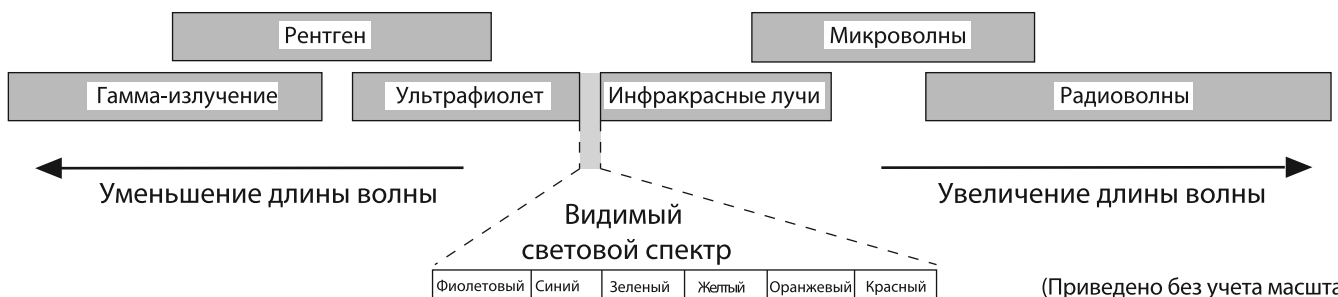 Рентген
Микроволны
Гамма-излучение
Ультрафиолет
Инфракрасные лучи
Радиоволны
Уменьшение длины волны
Увеличение длины волны
Видимый
световой спектр
Фиолетовый Синий Зеленый Желтый Оранжевый Красный
(Приведено без учета масшта